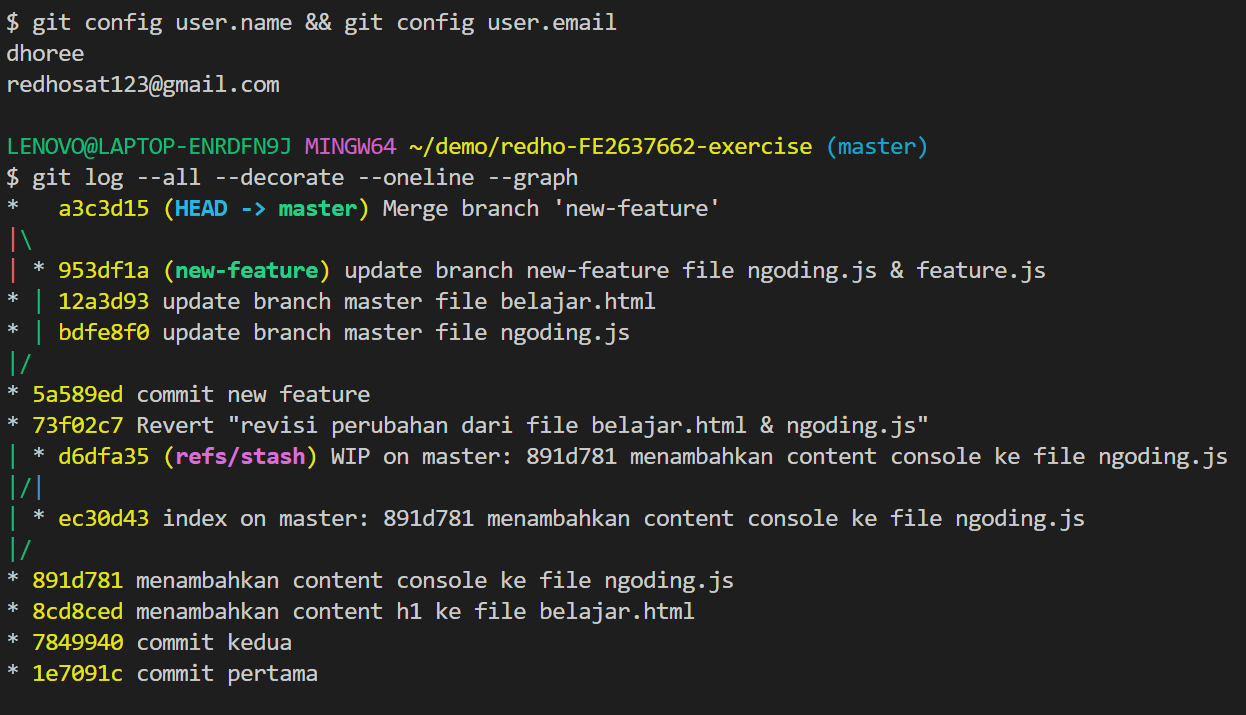 $ git config user.name && git config user.email
dhoree
redhosat123@gmail.com
LENOVO@LAPTOP-ENRDFN9J MINGW64 ~/demo/redho-FE2637662-exercise (master)
$ git log --all --decorate --oneline --graph
*   a3c3d15 (HEAD -> master) Merge branch 'new-feature'
|\
| * 953df1a (new-feature) update branch new-feature file ngoding.js & feature.js
* | 12a3d93 update branch master file belajar.html
* | bdfe8f0 update branch master file ngoding.js
|/
* 5a589ed commit new feature
* 73f02c7 Revert "revisi perubahan dari file belajar.html & ngoding.js"
| * d6dfa35 (refs/stash) WIP on master: 891d781 menambahkan content console ke file ngoding.js
|/|
| * ec30d43 index on master: 891d781 menambahkan content console ke file ngoding.js
|/
* 891d781 menambahkan content console ke file ngoding.js
* 8cd8ced menambahkan content h1 ke file belajar.html
* 7849940 commit kedua
* 1e7091c commit pertama